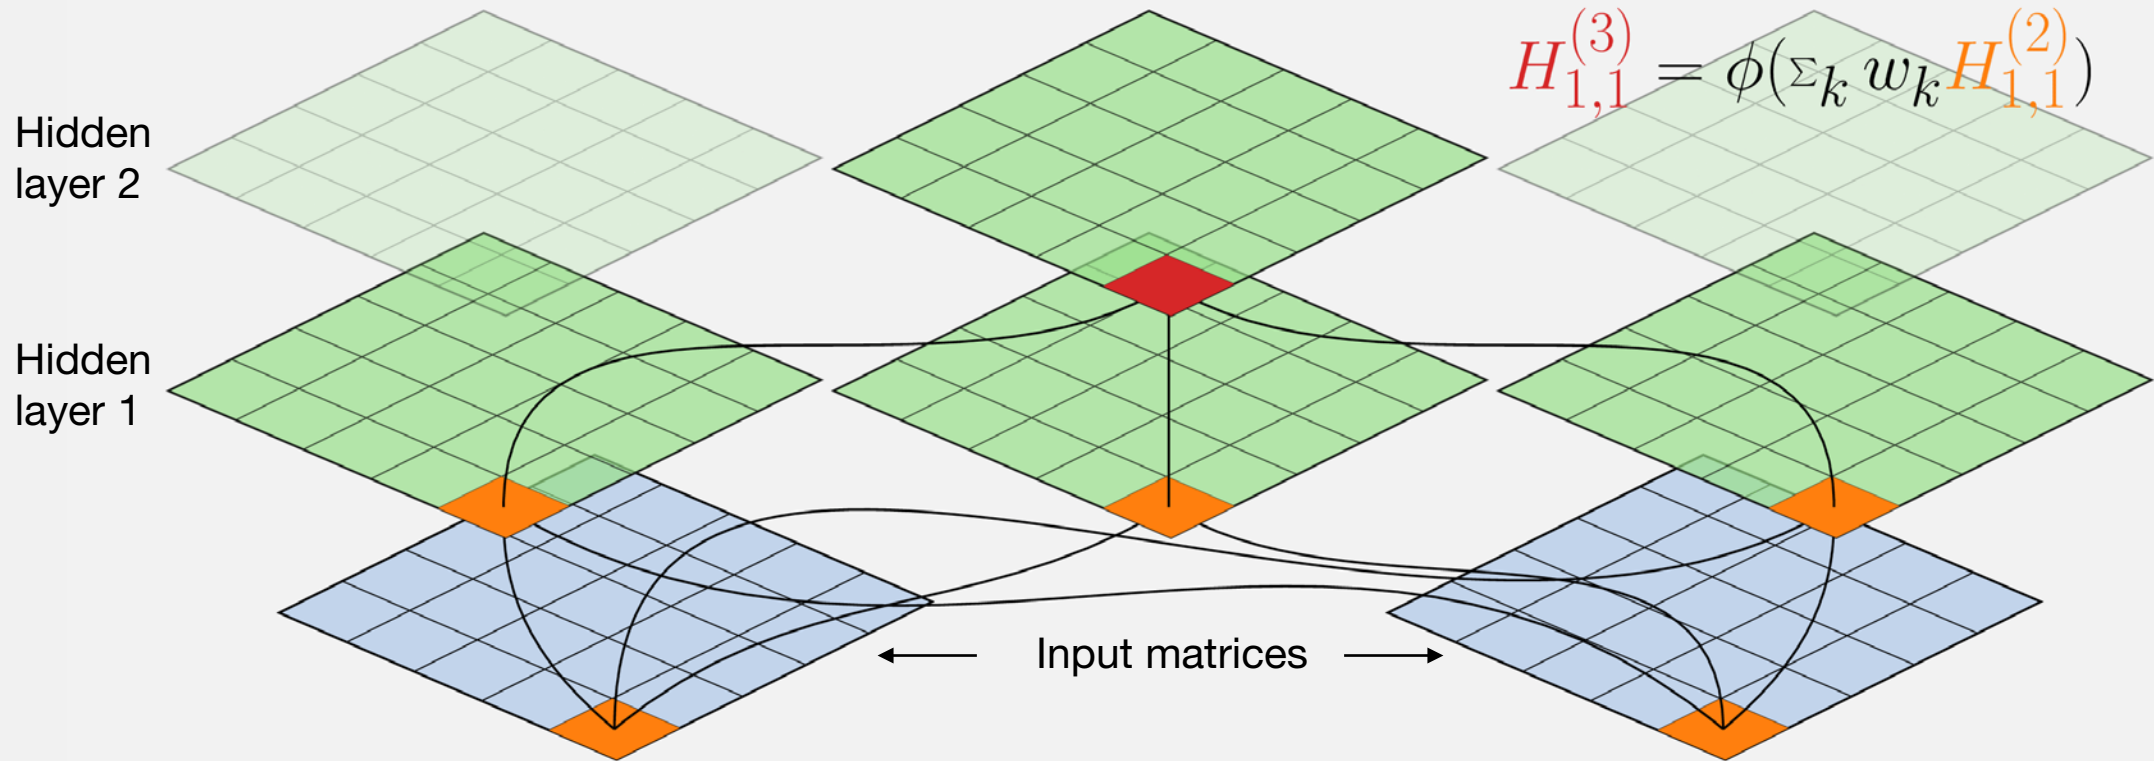 H_{1,1}^{(3)} = ϕ(Σ_k w_k H_{1,1}^{(2)})
Hidden
layer 2
Hidden
layer 1
Input matrices